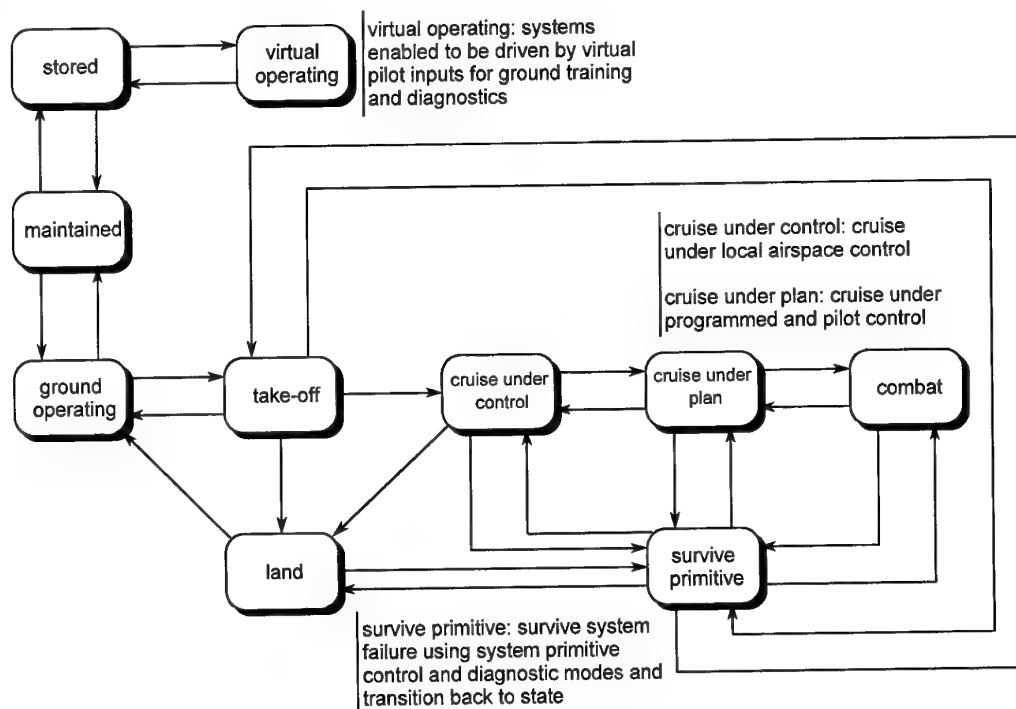 stored
virtual
operating
virtual operating: systems
enabled to be driven by virtual
pilot inputs for ground training
and diagnostics
maintained
cruise under control: cruise
under local airspace control
cruise under plan: cruise under
programmed and pilot control
ground
operating
take-off
cruise under
control
cruise under
plan
combat
land
survive
primitive
survive primitive: survive system
failure using system primitive
control and diagnostic modes and
transition back to state